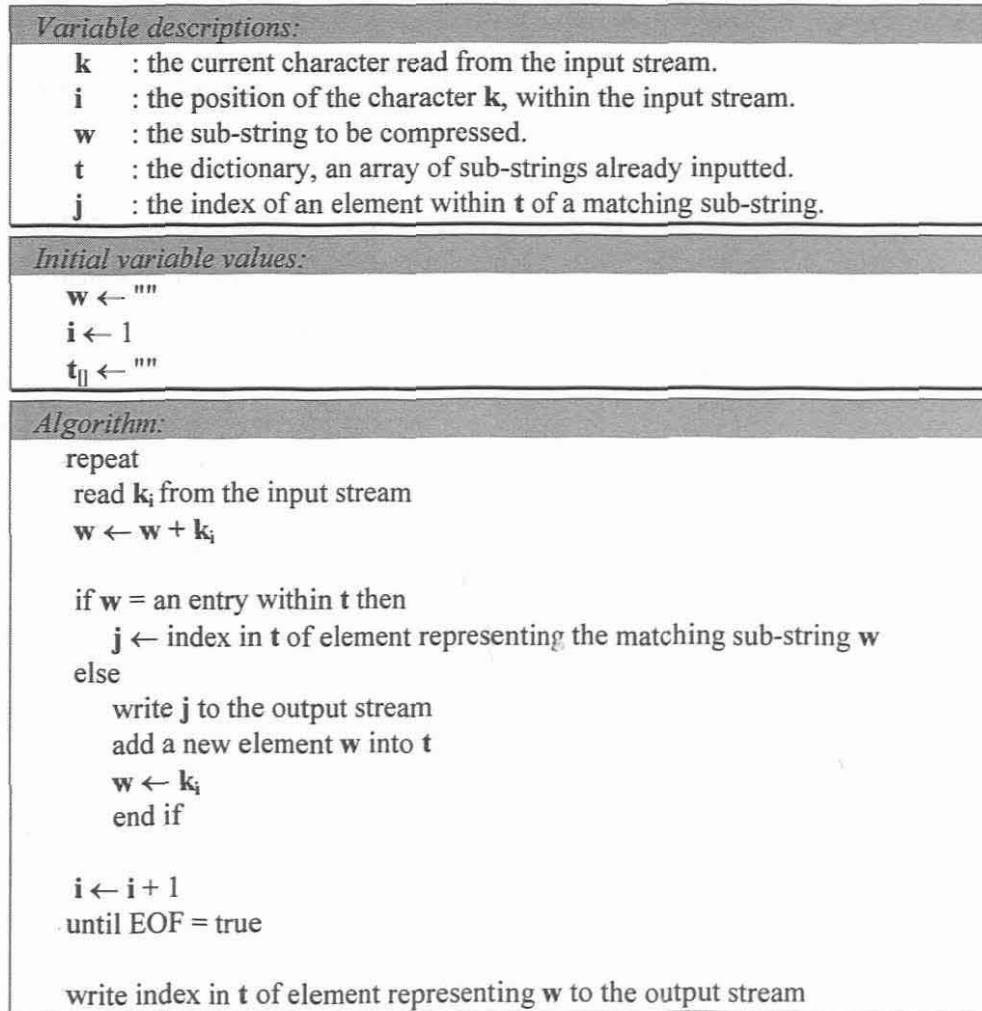 Variable descriptions:
k : the current character read from the input stream.
i : the position of the character k, within the input stream.
w : the sub-string to be compressed.
t : the dictionary, an array of sub-strings already inputted.
j : the index of an element within t of a matching sub-string.
Initial variable values:
w ← ""
i ← 1
t[] ← ""
Algorithm:
repeat
read ki from the input stream
w ← w + ki
if w = an entry within t then
j ← index in t of element representing the matching sub-string w
else
write j to the output stream
add a new element w into t
w ← ki
end if
i ← i + 1
until EOF = true
write index in t of element representing w to the output stream